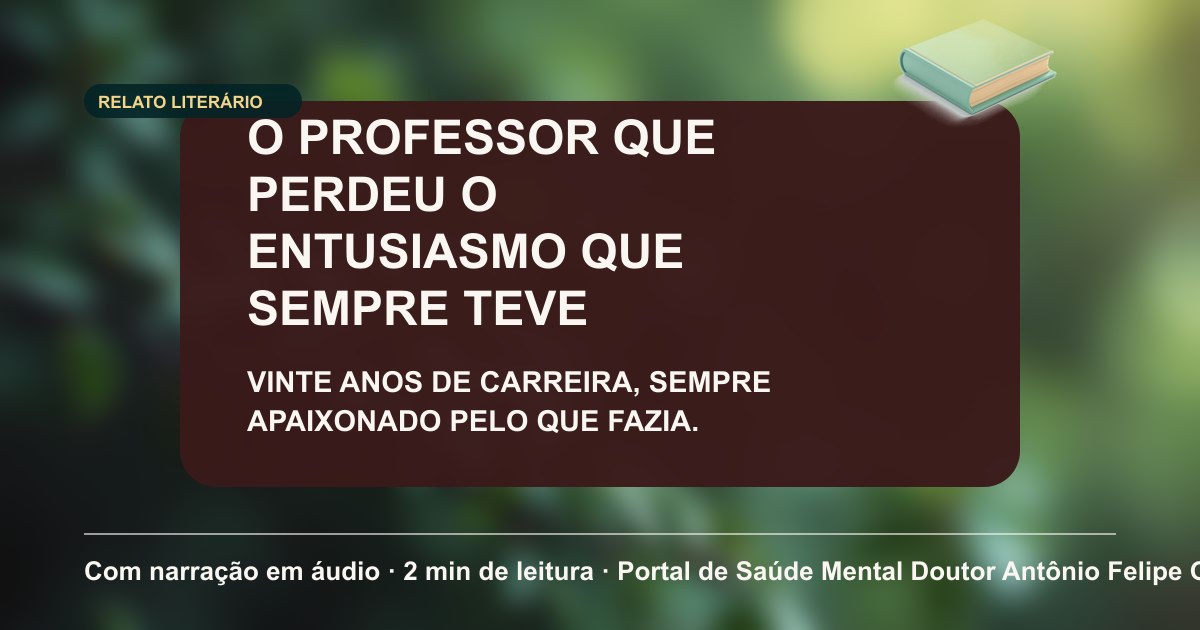 RELATO LITERÁRIO
O PROFESSOR QUE
PERDEU O
ENTUSIASMO QUE
SEMPRE TEVE
VINTE ANOS DE CARREIRA, SEMPRE
APAIXONADO PELO QUE FAZIA.
Com narração em áudio · 2 min de leitura · Portal de Saúde Mental Doutor Antônio Felipe